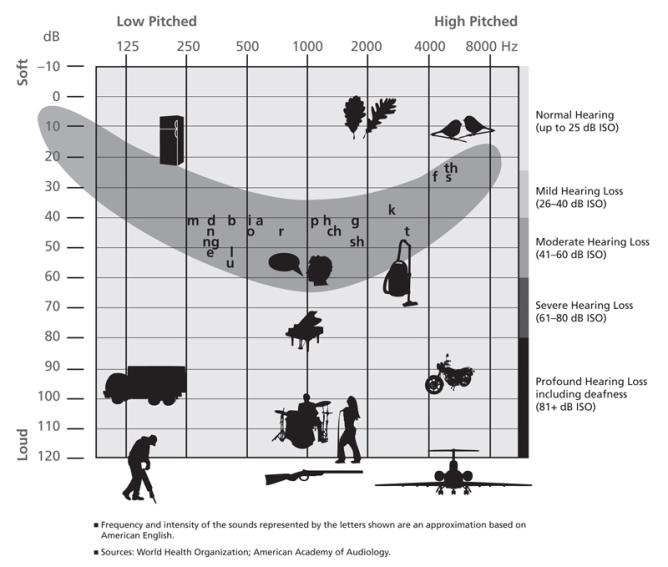 Low Pitched High Pitched
dB
125 250 500 1000 2000 4000 8000 Hz
Soft
−10
0
10
20
30
40
50
60
70
80
90
100
110
120
Loud
th
f s
k
m d b i a p h g
n o r ch t
ng sh
e l
u
Normal Hearing
(up to 25 dB ISO)
Mild Hearing Loss
(26–40 dB ISO)
Moderate Hearing Loss
(41–60 dB ISO)
Severe Hearing Loss
(61–80 dB ISO)
Profound Hearing Loss
including deafness
(81+ dB ISO)
■ Frequency and intensity of the sounds represented by the letters shown are an approximation based on
American English.
■ Sources: World Health Organization; American Academy of Audiology.